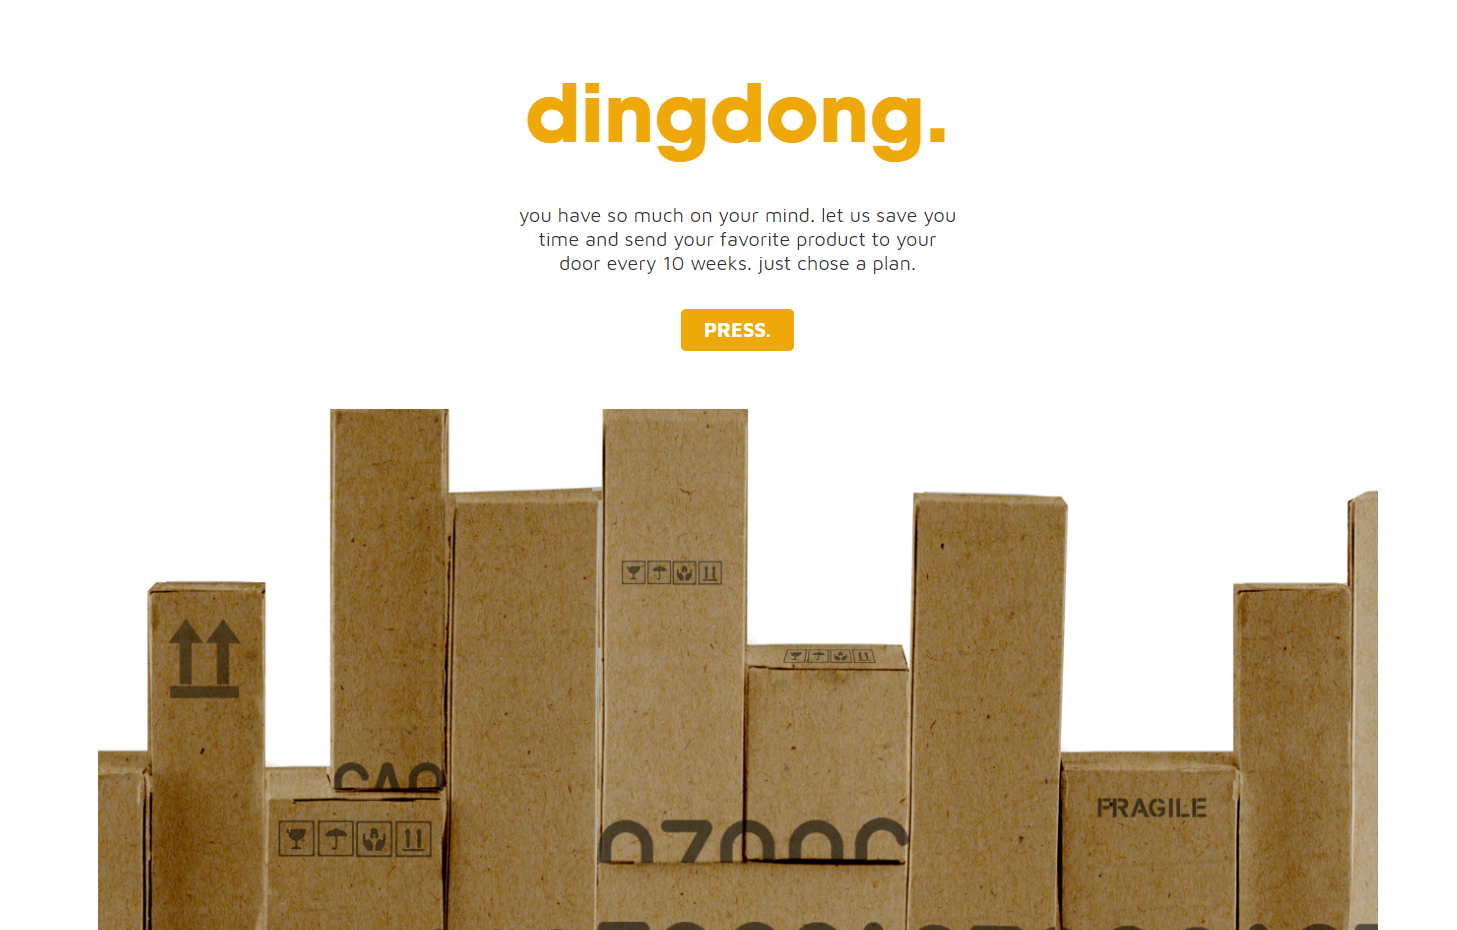 dingdong.
you have so much on your mind. let us save you
time and send your favorite product to your
door every 10 weeks. just chose a plan.
PRESS.
FRAGILE